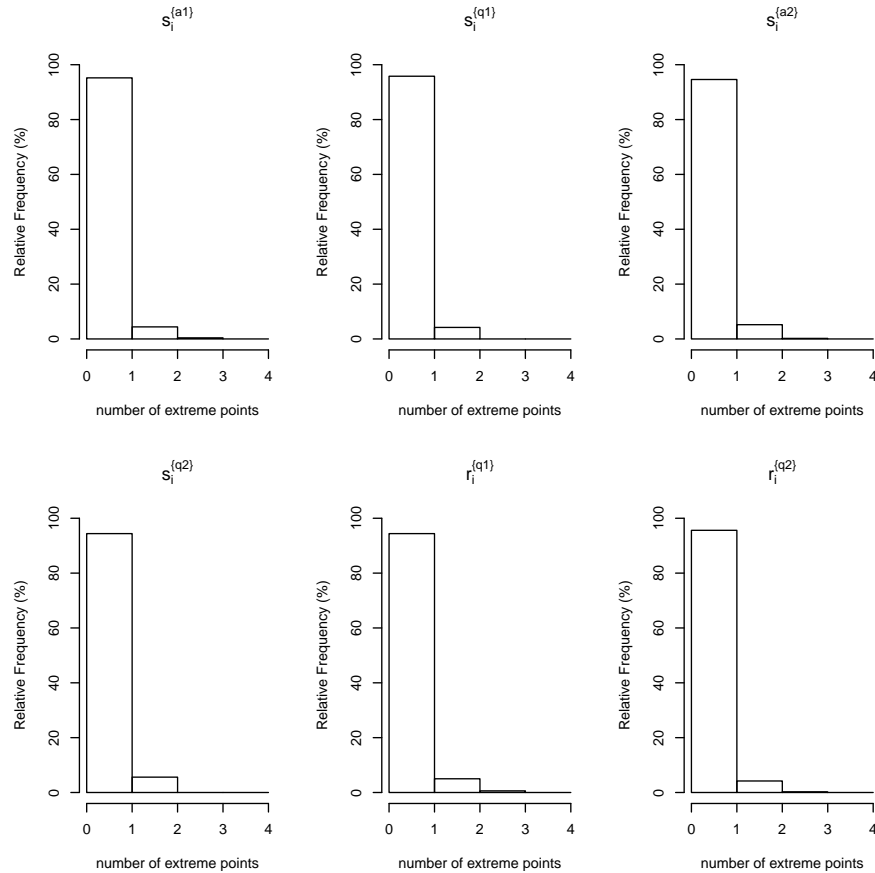 s_i^{a1}
Relative Frequency (%)
0 20 40 60 80 100
0 1 2 3 4
number of extreme points
s_i^{q1}
Relative Frequency (%)
0 20 40 60 80 100
0 1 2 3 4
number of extreme points
s_i^{a2}
Relative Frequency (%)
0 20 40 60 80 100
0 1 2 3 4
number of extreme points
s_i^{q2}
Relative Frequency (%)
0 20 40 60 80 100
0 1 2 3 4
number of extreme points
r_i^{q1}
Relative Frequency (%)
0 20 40 60 80 100
0 1 2 3 4
number of extreme points
r_i^{q2}
Relative Frequency (%)
0 20 40 60 80 100
0 1 2 3 4
number of extreme points